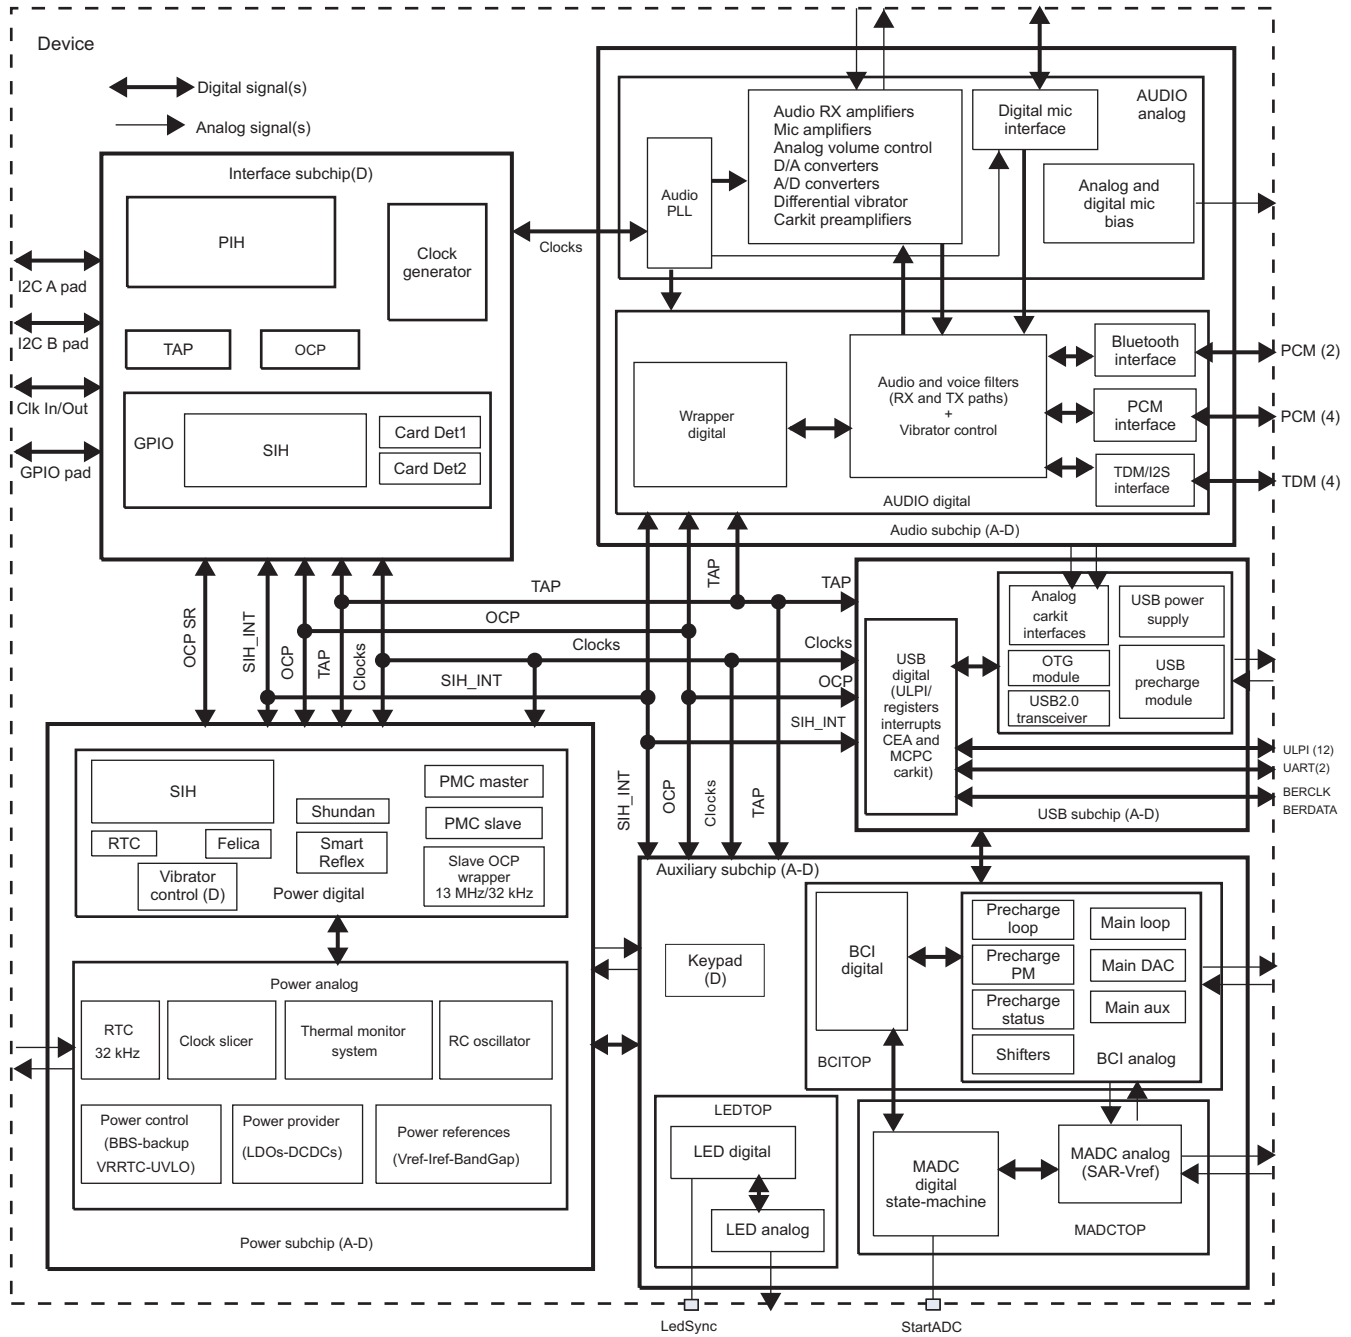 Device
Digital signal(s)
Analog signal(s)
Interface subchip(D)
PIH
Clock
generator
TAP
OCP
GPIO
SIH
Card Det1
Card Det2
I2C A pad
I2C B pad
Clk In/Out
GPIO pad
Clocks
AUDIO
analog
Audio
PLL
Audio RX amplifiers
Mic amplifiers
Analog volume control
D/A converters
A/D converters
Differential vibrator
Carkit preamplifiers
Digital mic
interface
Analog and
digital mic
bias
Wrapper
digital
Audio and voice filters
(RX and TX paths)
+
Vibrator control
Bluetooth
interface
PCM
interface
TDM/I2S
interface
AUDIO digital
Audio subchip (A-D)
PCM (2)
PCM (4)
TDM (4)
OCP SR
SIH_INT
OCP
TAP
Clocks
TAP
OCP
Clocks
SIH_INT
TAP
TAP
Clocks
OCP
SIH_INT
SIH_INT
OCP
Clocks
TAP
USB
digital
(ULPI/
registers
interrupts
CEA and
MCPC
carkit)
Analog
carkit
interfaces
OTG
module
USB2.0
transceiver
USB power
supply
USB
precharge
module
USB subchip (A-D)
ULPI (12)
UART(2)
BERCLK
BERDATA
SIH
RTC
Felica
Vibrator
control (D)
Shundan
Smart
Reflex
PMC master
PMC slave
Slave OCP
wrapper
13 MHz/32 kHz
Power digital
Power analog
RTC
32 kHz
Clock slicer
Thermal monitor
system
RC oscillator
Power control
(BBS-backup
VRRTC-UVLO)
Power provider
(LDOs-DCDCs)
Power references
(Vref-Iref-BandGap)
Power subchip (A-D)
Auxiliary subchip (A-D)
Keypad
(D)
BCI
digital
BCITOP
Precharge
loop
Precharge
PM
Precharge
status
Shifters
Main loop
Main DAC
Main aux
BCI analog
LEDTOP
LED digital
LED analog
MADC
digital
state-machine
MADC analog
(SAR-Vref)
MADCTOP
LedSync
StartADC